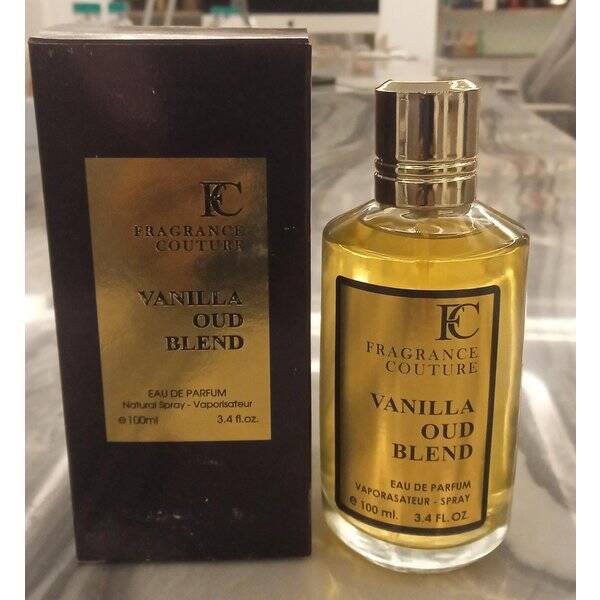 FC
FRAGRANCE
COUTURE
VANILLA
OUD
BLEND
EAU DE PARFUM
Natural Spray - Vaporisateur
℮100ml 3.4 fl.oz.
FC
FRAGRANCE
COUTURE
VANILLA
OUD
BLEND
EAU DE PARFUM
VAPORASATEUR - SPRAY
℮ 100 ml. 3.4 FL.OZ.